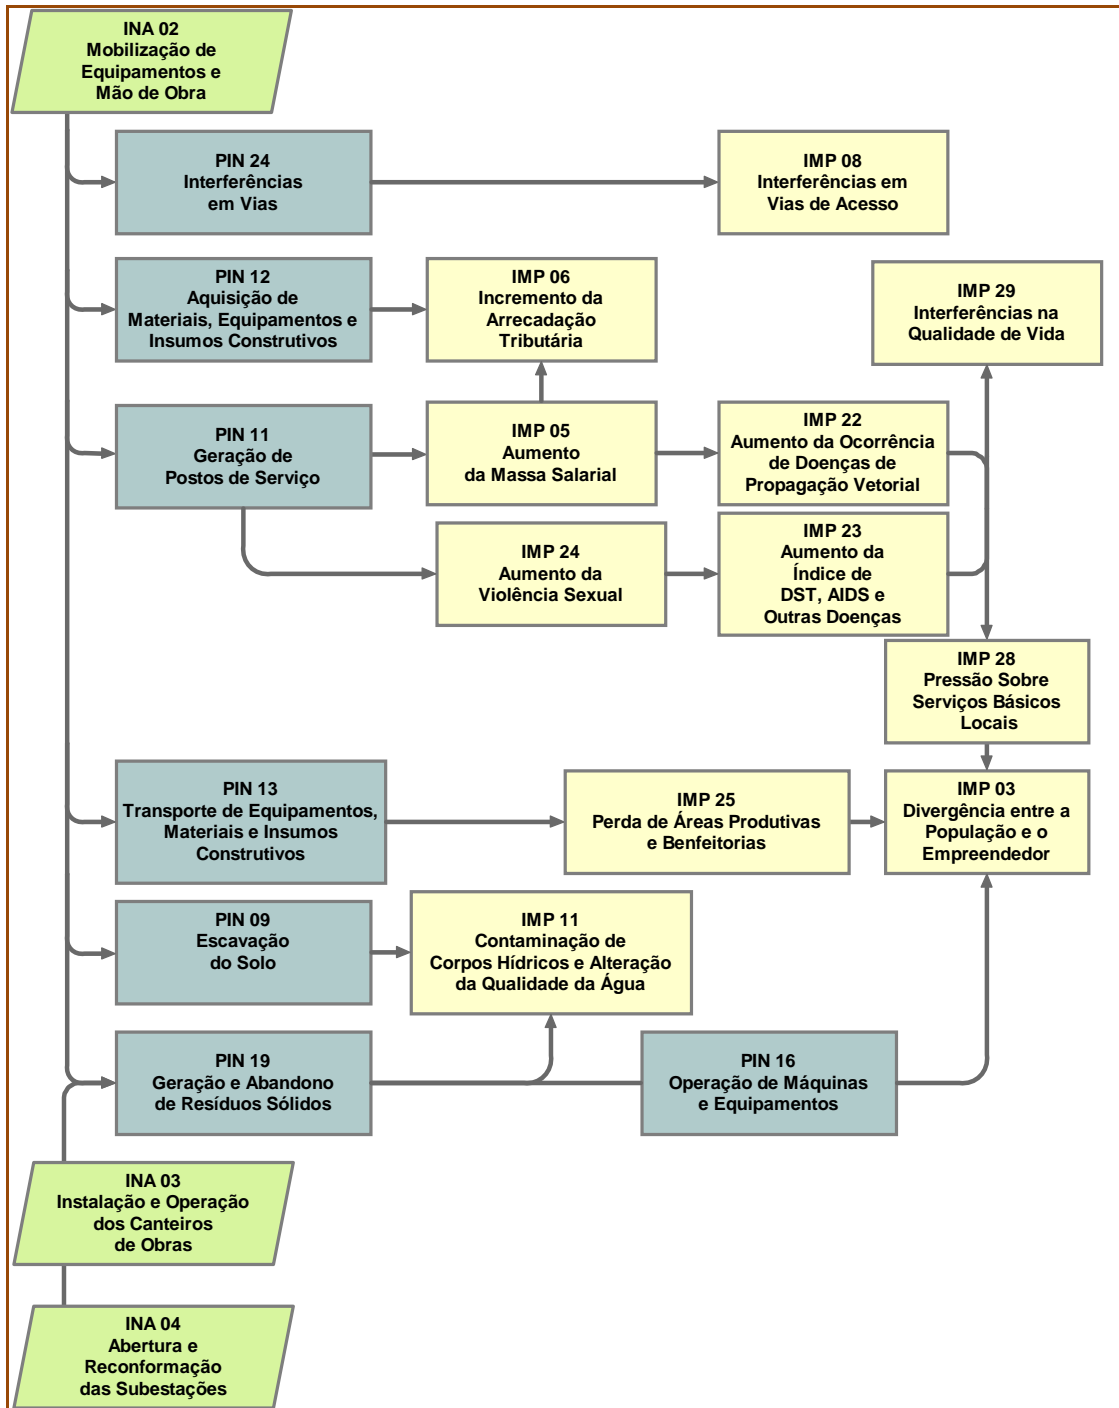 INA 02
Mobilização de
Equipamentos e
Mão de Obra
PIN 24
Interferências
em Vias
IMP 08
Interferências em
Vias de Acesso
PIN 12
Aquisição de
Materiais, Equipamentos e
Insumos Construtivos
IMP 06
Incremento da
Arrecadação
Tributária
IMP 29
Interferências na
Qualidade de Vida
PIN 11
Geração de
Postos de Serviço
IMP 05
Aumento
da Massa Salarial
IMP 22
Aumento da Ocorrência
de Doenças de
Propagação Vetorial
IMP 24
Aumento da
Violência Sexual
IMP 23
Aumento da
Índice de
DST, AIDS e
Outras Doenças
IMP 28
Pressão Sobre
Serviços Básicos
Locais
PIN 13
Transporte de Equipamentos,
Materiais e Insumos
Construtivos
IMP 25
Perda de Áreas Produtivas
e Benfeitorias
IMP 03
Divergência entre a
População e o
Empreendedor
PIN 09
Escavação
do Solo
IMP 11
Contaminação de
Corpos Hídricos e Alteração
da Qualidade da Água
PIN 19
Geração e Abandono
de Resíduos Sólidos
PIN 16
Operação de Máquinas
e Equipamentos
INA 03
Instalação e Operação
dos Canteiros
de Obras
INA 04
Abertura e
Reconformação
das Subestações